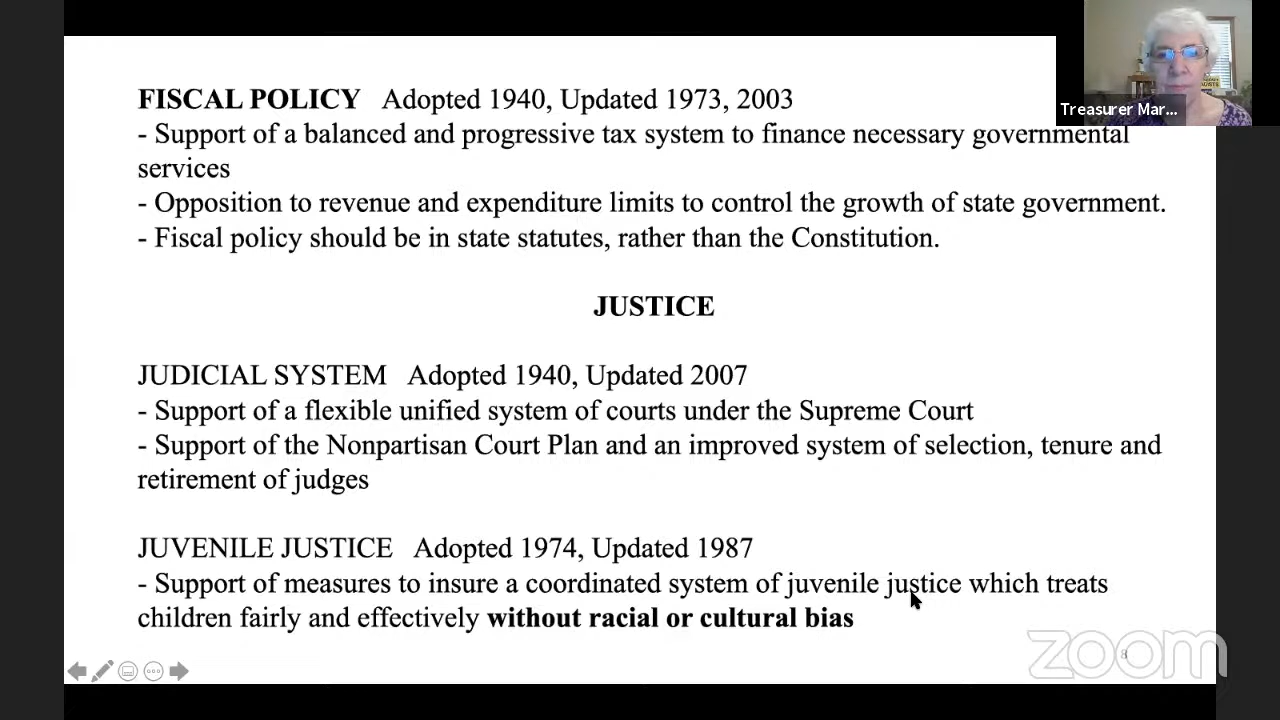 FISCAL POLICY Adopted 1940, Updated 1973, 2003
- Support of a balanced and progressive tax system to finance necessary governmental
services
- Opposition to revenue and expenditure limits to control the growth of state government.
- Fiscal policy should be in state statutes, rather than the Constitution.
JUSTICE
JUDICIAL SYSTEM Adopted 1940, Updated 2007
- Support of a flexible unified system of courts under the Supreme Court
- Support of the Nonpartisan Court Plan and an improved system of selection, tenure and
retirement of judges
JUVENILE JUSTICE Adopted 1974, Updated 1987
- Support of measures to insure a coordinated system of juvenile justice which treats
children fairly and effectively without racial or cultural bias
Treasurer Mar...
zoom
8